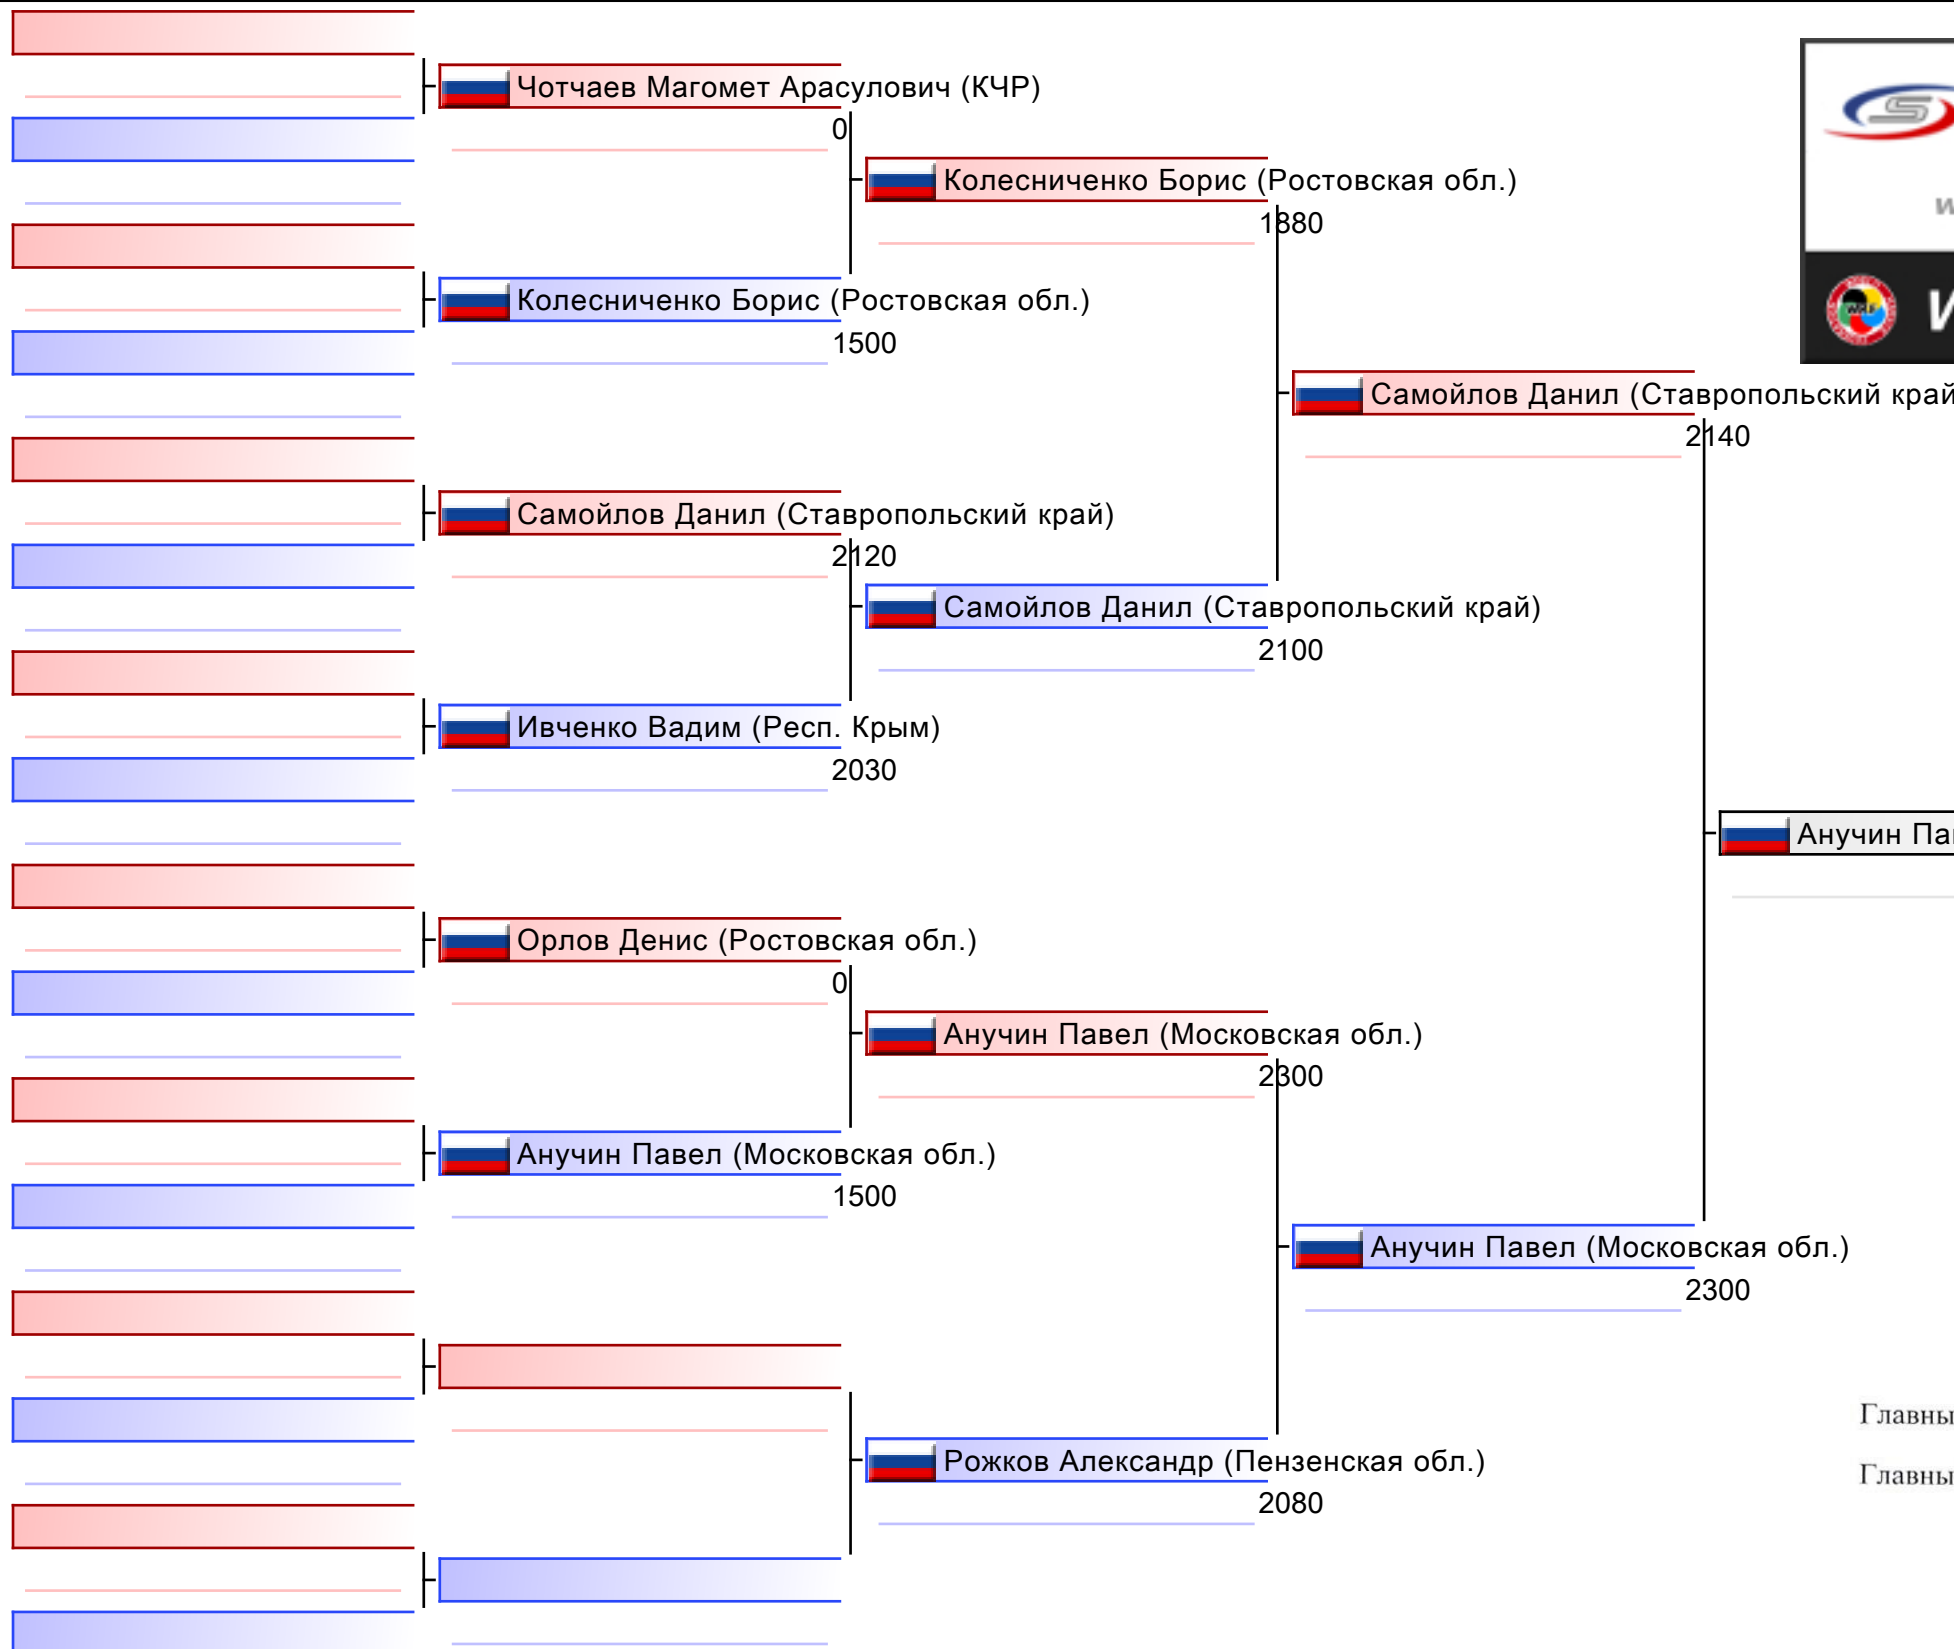 Чотчаев Магомет Арасулович (КЧР)
0
Колесниченко Борис (Ростовская обл.)
1880
Колесниченко Борис (Ростовская обл.)
1500
Самойлов Данил (Ставропольский край
2140
Самойлов Данил (Ставропольский край)
2120
Самойлов Данил (Ставропольский край)
2100
Ивченко Вадим (Респ. Крым)
2030
Анучин Па
Орлов Денис (Ростовская обл.)
0
Анучин Павел (Московская обл.)
2300
Анучин Павел (Московская обл.)
1500
Анучин Павел (Московская обл.)
2300
Главны
Рожков Александр (Пензенская обл.)
Главны
2080